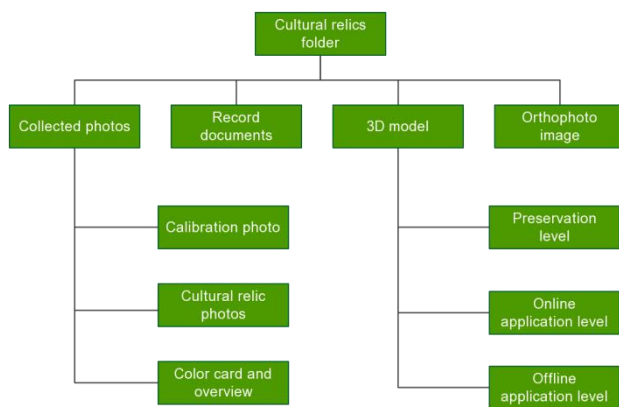 Cultural relics
folder
Collected photos
Record
documents
3D model
Orthophoto
image
Calibration photo
Cultural relic
photos
Color card and
overview
Preservation
level
Online
application level
Offline
application level